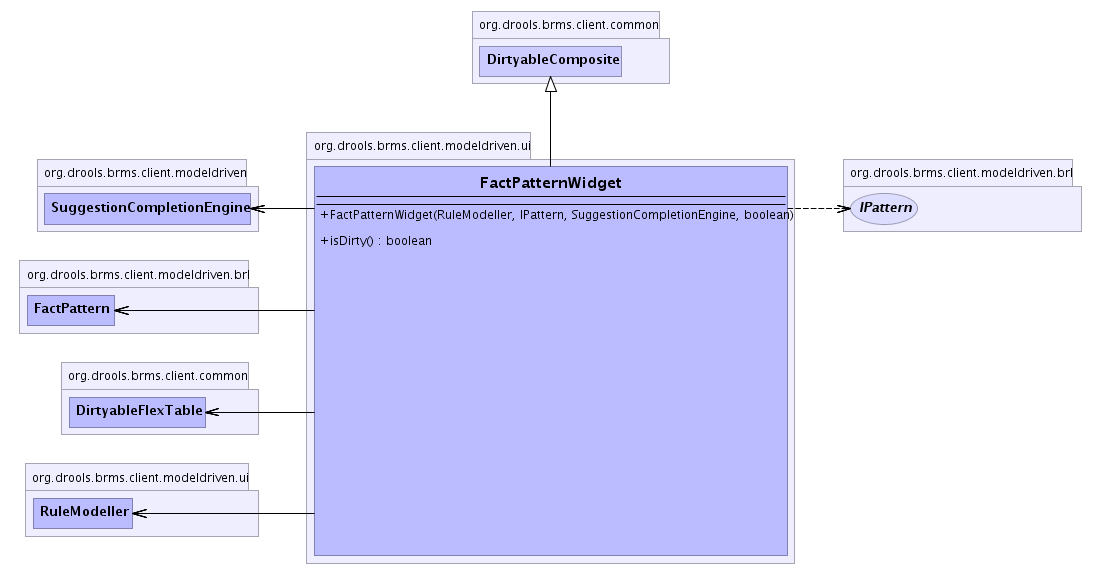 org.drools.brms.client.common
DirtyableComposite
org.drools.brms.client.modeldriven.ui
FactPatternWidget
+FactPatternWidget(RuleModeller, IPattern, SuggestionCompletionEngine, boolean)
+isDirty() : boolean
org.drools.brms.client.modeldriven
SuggestionCompletionEngine
org.drools.brms.client.modeldriven.brl
IPattern
org.drools.brms.client.modeldriven.brl
FactPattern
org.drools.brms.client.common
DirtyableFlexTable
org.drools.brms.client.modeldriven.ui
RuleModeller